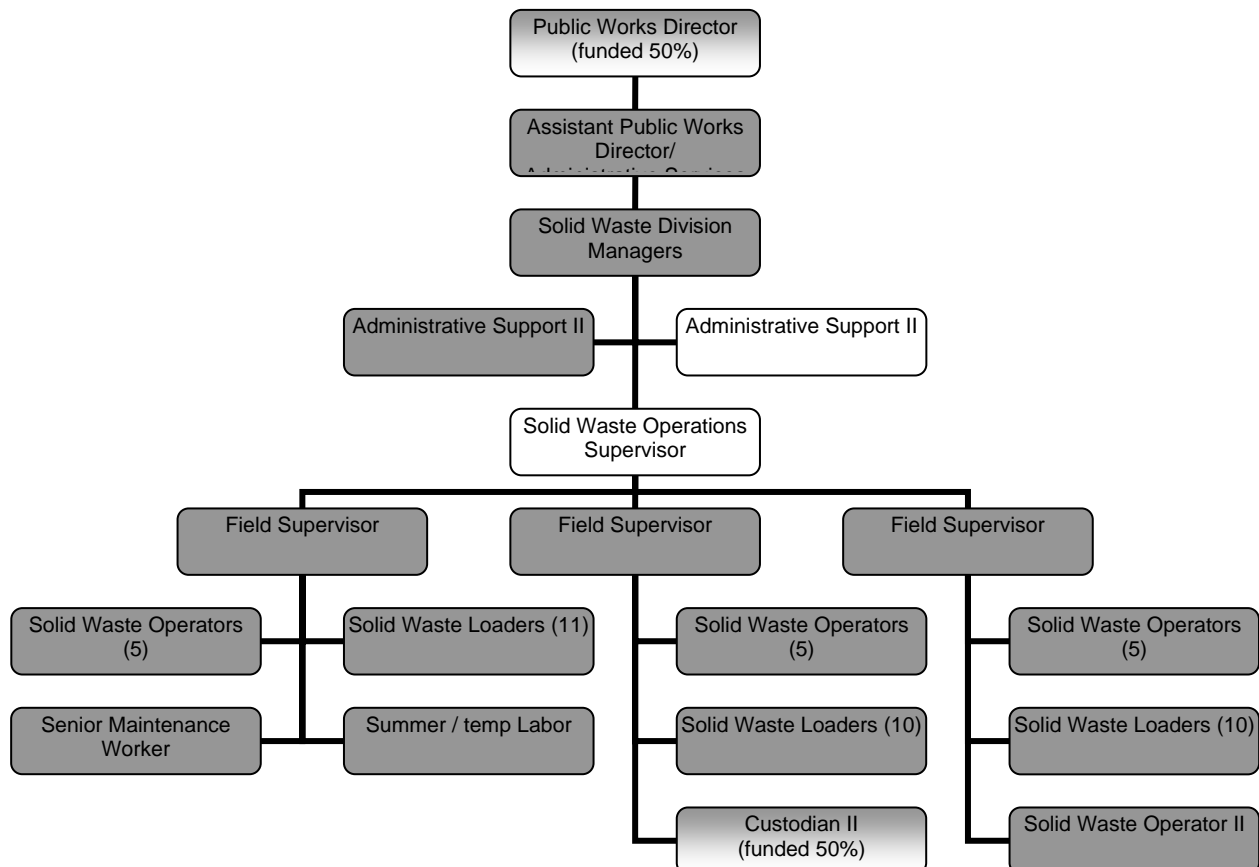 Public Works Director
(funded 50%)
Assistant Public Works
Director/
Administrative Services
Solid Waste Division
Managers
Administrative Support II
Administrative Support II
Solid Waste Operations
Supervisor
Field Supervisor
Field Supervisor
Field Supervisor
Solid Waste Operators
(5)
Solid Waste Loaders (11)
Solid Waste Operators
(5)
Solid Waste Operators
(5)
Senior Maintenance
Worker
Summer / temp Labor
Solid Waste Loaders (10)
Solid Waste Loaders (10)
Custodian II
(funded 50%)
Solid Waste Operator II